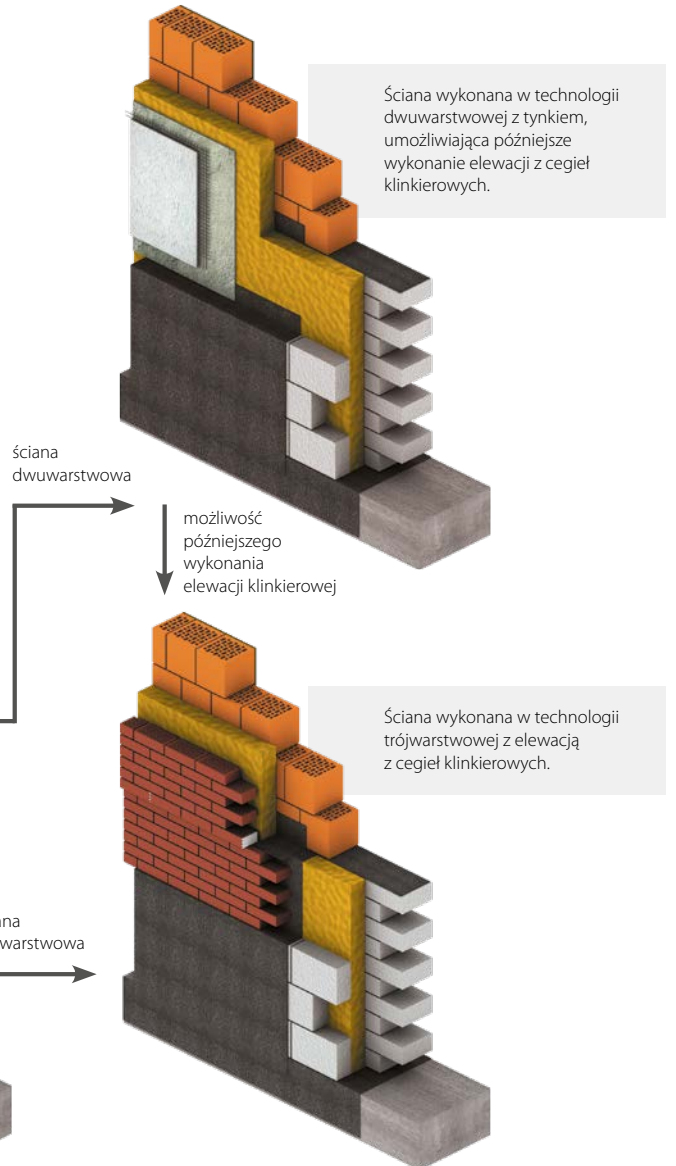 Ściana wykonana w technologii
dwuwarstwowej z tynkiem,
umożliwiająca późniejsze
wykonanie elewacji z cegieł
klinkierowych.
ściana
dwuwarstwowa
możliwość
późniejszego
wykonania
elewacji klinkierowej
Ściana wykonana w technologii
trójwarstwowej z elewacją
z cegieł klinkierowych.